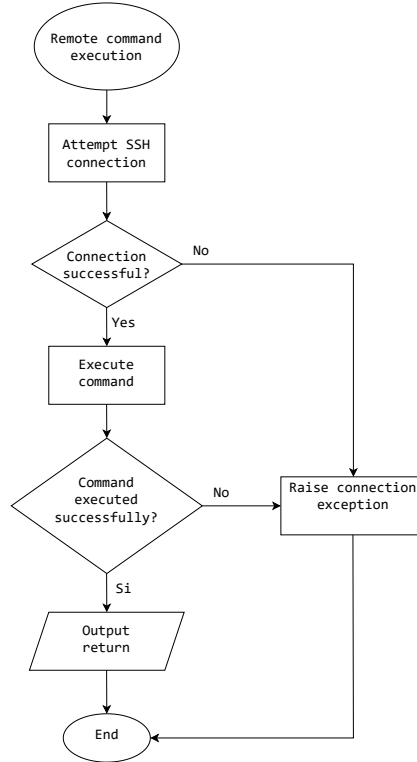 Remote command
execution
Attempt SSH
connection
Connection
successful?
No
Yes
Execute
command
Command
executed
successfully?
No
Raise connection
exception
Si
Output
return
End